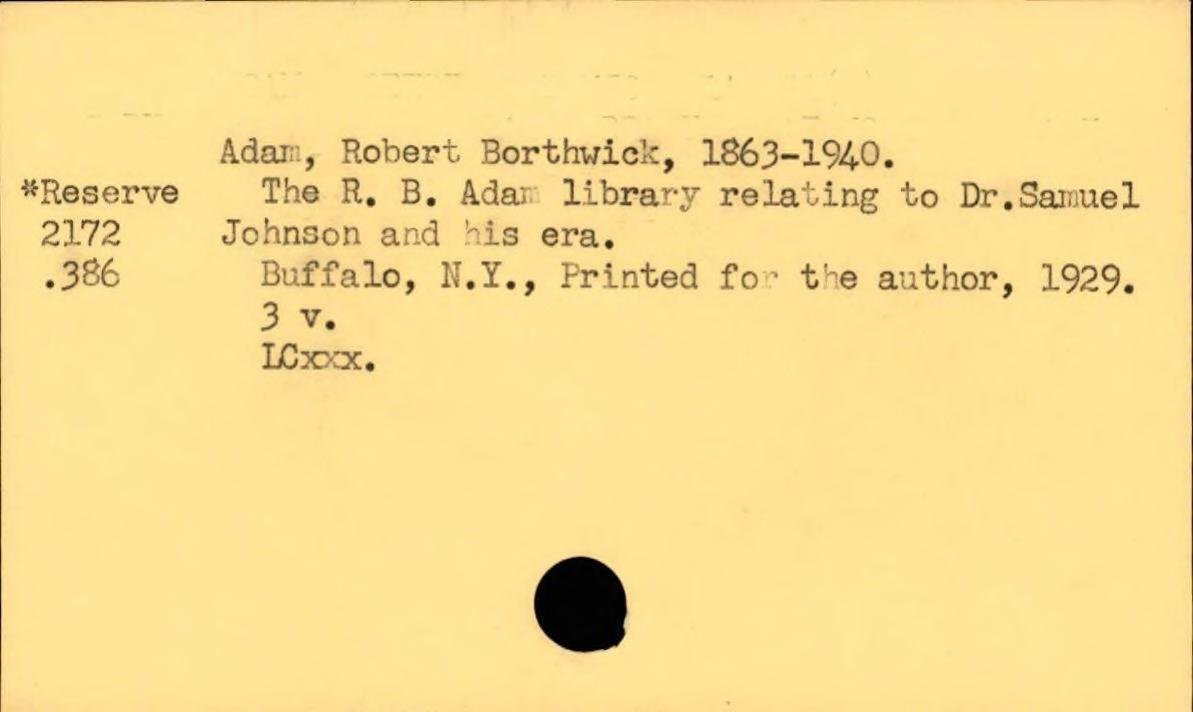 Adam, Robert Borthwick, 1863-1940.
*Reserve The R. B. Adam library relating to Dr.Samuel
2172 Johnson and his era.
.386 Buffalo, N.Y., Printed for the author, 1929.
3 v.
LCxxx.